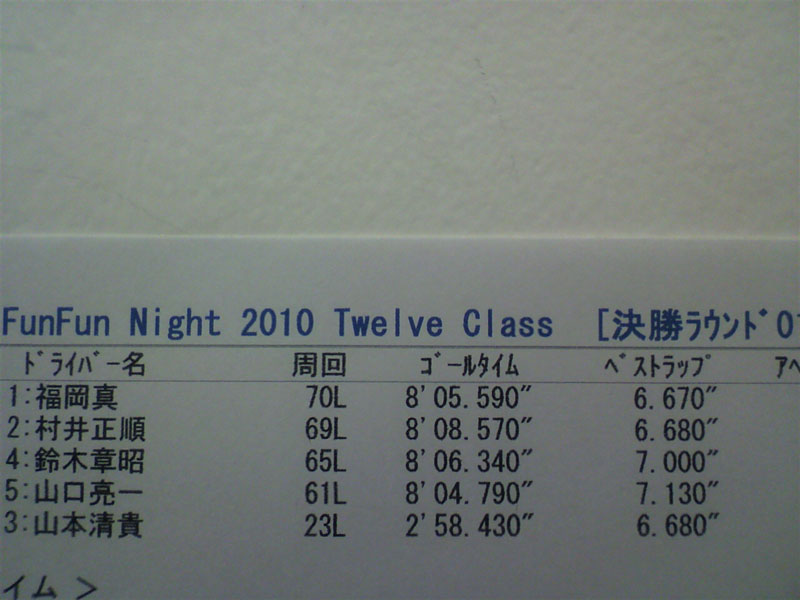 FunFun Night 2010 Twelve Class [決勝ﾗｳﾝﾄﾞ0
ﾄﾞﾗｲﾊﾞｰ名 周回 ｺﾞｰﾙﾀｲﾑ ﾍﾞｽﾄﾗｯﾌﾟ ｱﾍ
1:福岡真 70L 8'05.590" 6.670"
2:村井正順 69L 8'08.570" 6.680"
4:鈴木章昭 65L 8'06.340" 7.000"
5:山口亮一 61L 8'04.790" 7.130"
3:山本清貴 23L 2'58.430" 6.680"
イム >